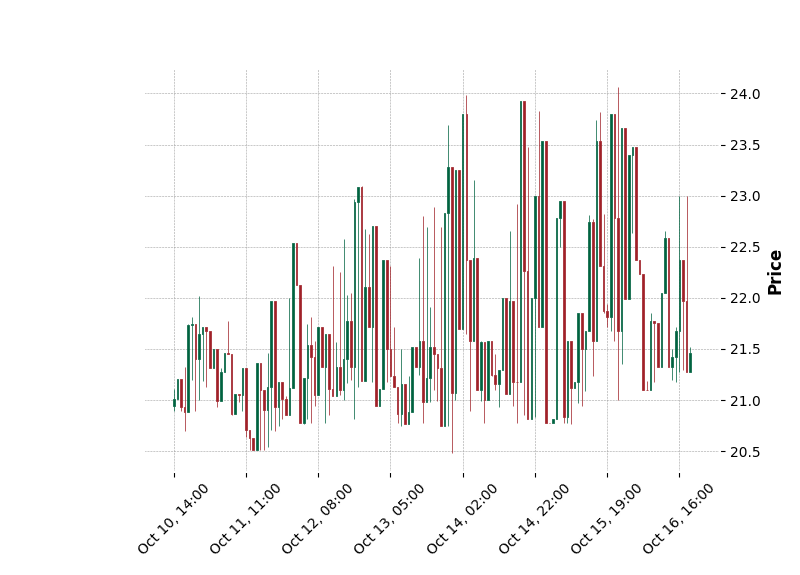 24.0
23.5
23.0
22.5
22.0
21.5
21.0
20.5
Price
Oct 10, 14:00
Oct 11, 11:00
Oct 12, 08:00
Oct 13, 05:00
Oct 14, 02:00
Oct 14, 22:00
Oct 15, 19:00
Oct 16, 16:00